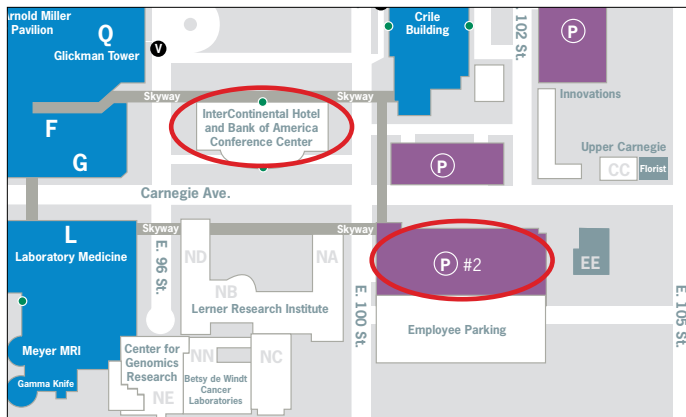 Arnold Miller
Pavilion
Q
Glickman Tower
V
Crile
Building
E. 102 St.
P
Innovations
Skyway
Skyway
InterContinental Hotel
and Bank of America
Conference Center
F
G
P
Upper Carnegie
CC
Florist
Carnegie Ave.
Skyway
Skyway
L
Laboratory Medicine
E. 96 St.
ND
NA
NB
Lerner Research Institute
E. 100 St.
P #2
EE
E. 105 St.
Employee Parking
Meyer MRI
Gamma Knife
Center for
Genomics
Research
NE
NN
NC
Betsy de Windt
Cancer
Laboratories